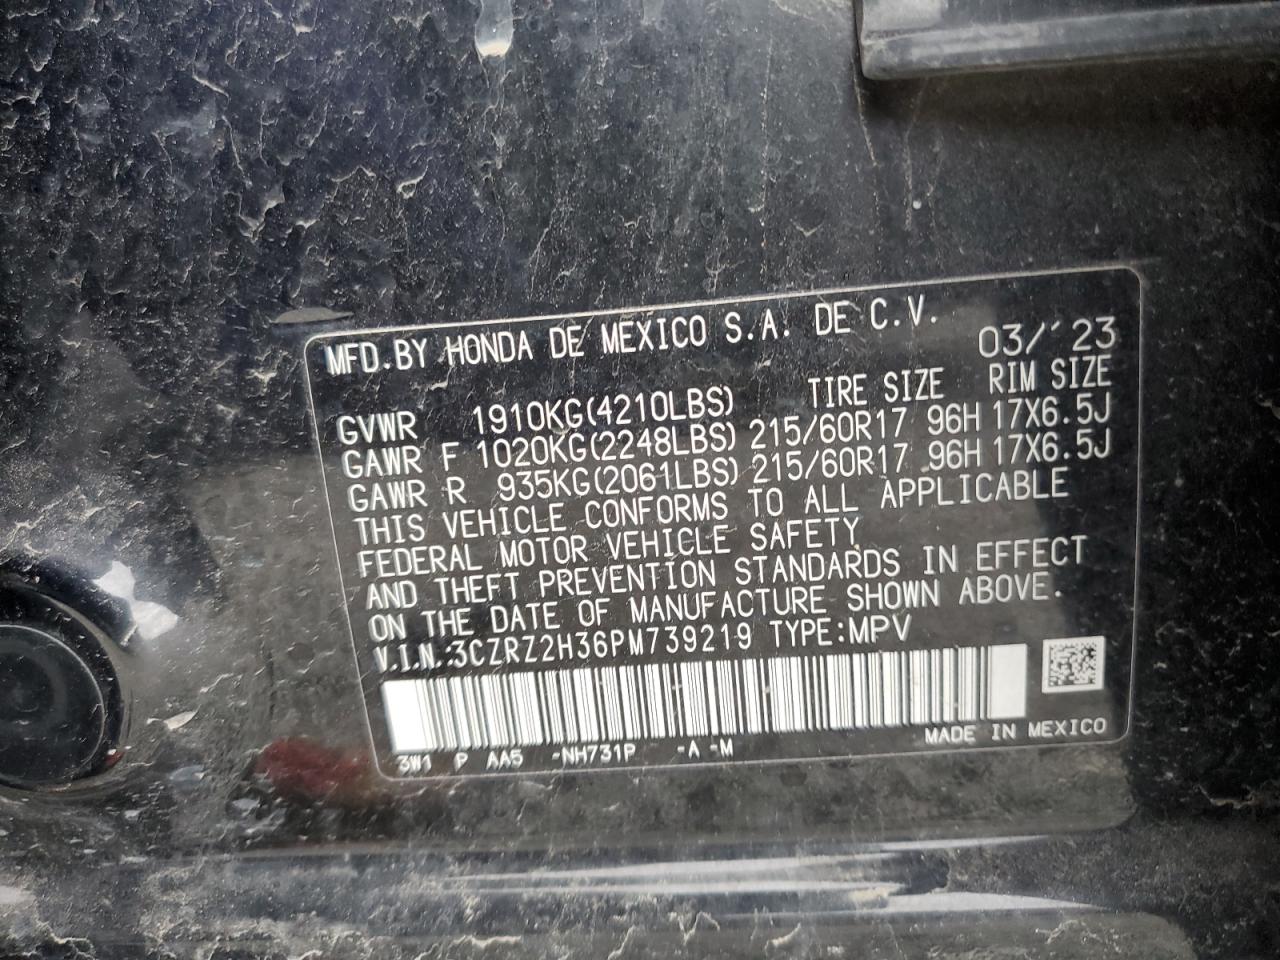 MFD.BY HONDA DE MEXICO S.A. DE C.V. 03/'23
TIRE SIZE RIM SIZE
GVWR 1910KG(4210LBS)
GAWR F 1020KG(2248LBS) 215/60R17 96H 17X6.5J
GAWR R 935KG(2061LBS) 215/60R17 96H 17X6.5J
THIS VEHICLE CONFORMS TO ALL APPLICABLE
FEDERAL MOTOR VEHICLE SAFETY
AND THEFT PREVENTION STANDARDS IN EFFECT
ON THE DATE OF MANUFACTURE SHOWN ABOVE.
V.I.N.:3CZRZ2H36PM739219 TYPE:MPV
3W1 P AA5 -NH731P -A -M MADE IN MEXICO